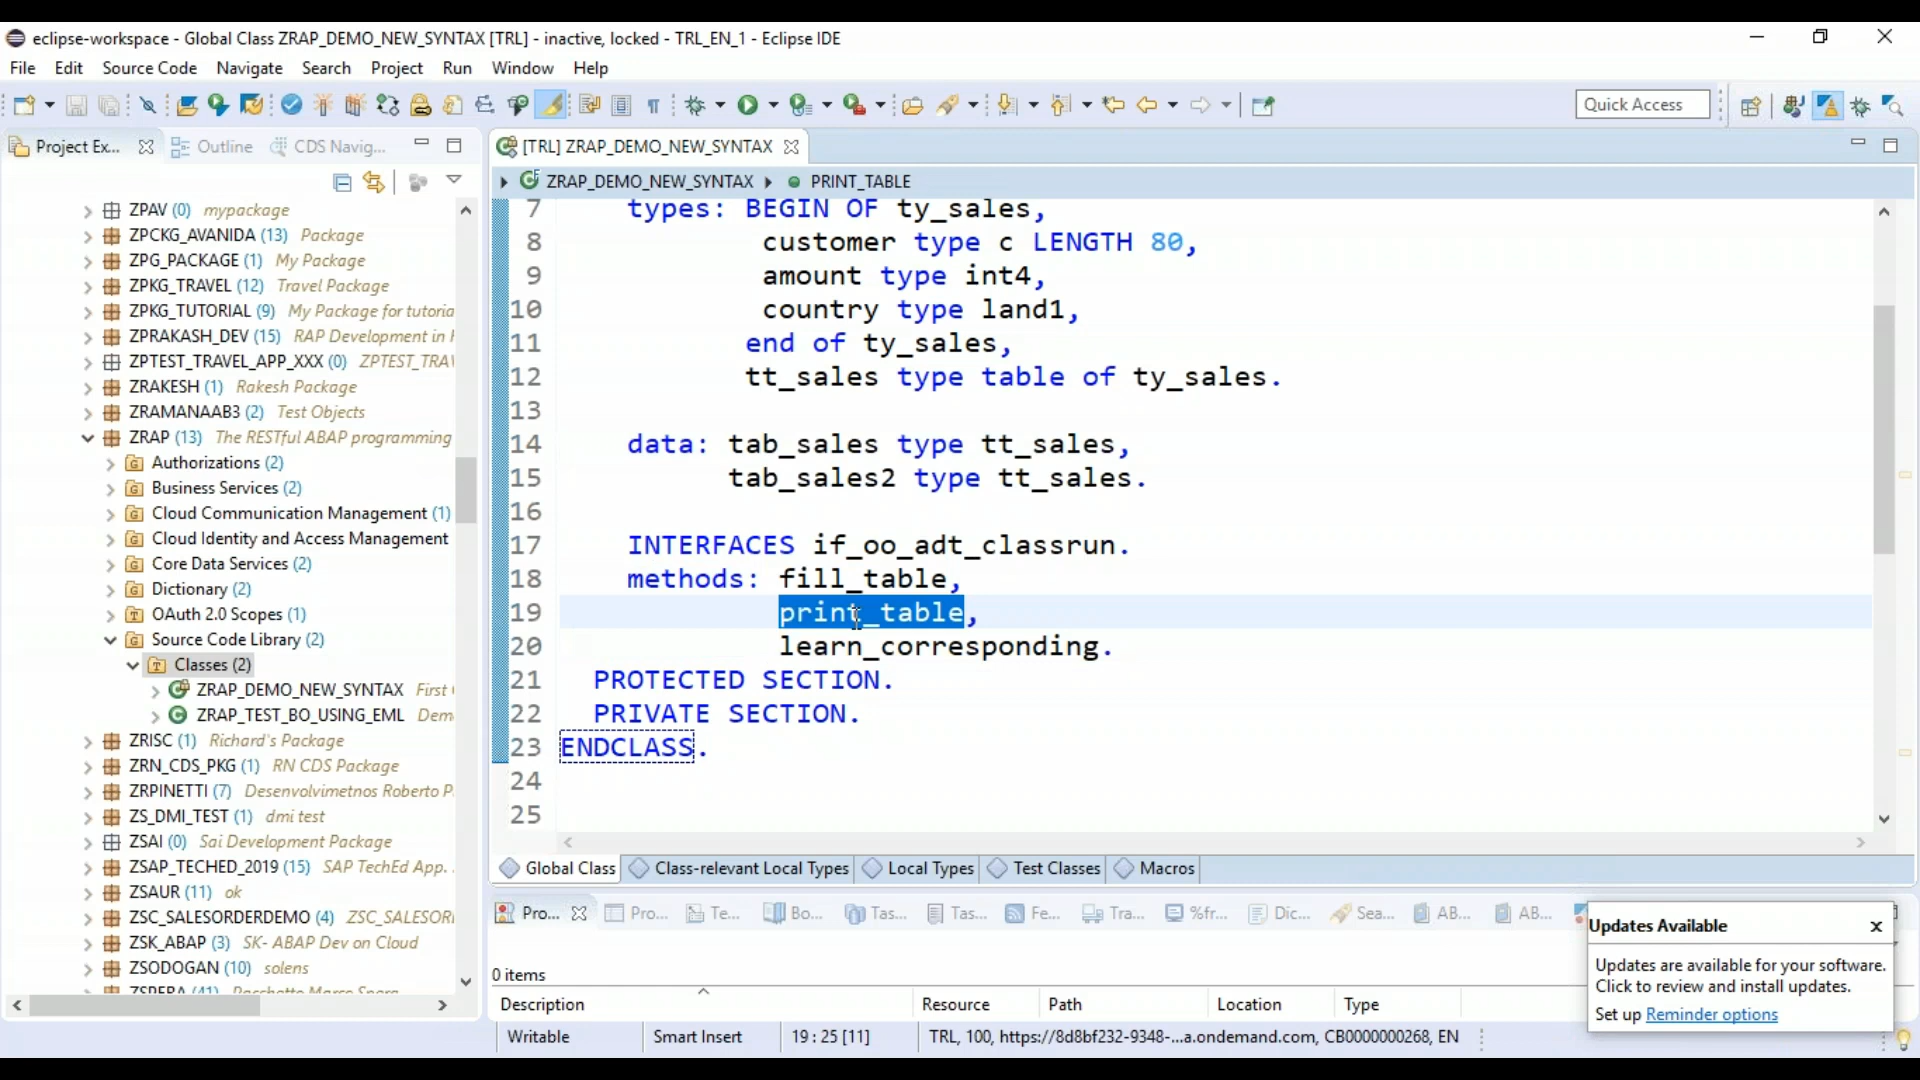 eclipse-workspace - Global Class ZRAP_DEMO_NEW_SYNTAX [TRL] - inactive, locked - TRL_EN_1 - Eclipse IDE
File Edit Source Code Navigate Search Project Run Window Help
Quick Access
Project Ex... Outline CDS Navig...
ZPAV (0) mypackage
ZPCKG_AVANIDA (13) Package
ZPG_PACKAGE (1) My Package
ZPKG_TRAVEL (12) Travel Package
ZPKG_TUTORIAL (9) My Package for tutoria
ZPRAKASH_DEV (15) RAP Development in
ZPTEST_TRAVEL_APP_XXX (0) ZPTEST_TRA
ZRAKESH (1) Rakesh Package
ZRAMANAAB3 (2) Test Objects
ZRAP (13) The RESTful ABAP programming
Authorizations (2)
Business Services (2)
Cloud Communication Management (1)
Cloud Identity and Access Management
Core Data Services (2)
Dictionary (2)
OAuth 2.0 Scopes (1)
Source Code Library (2)
Classes (2)
ZRAP_DEMO_NEW_SYNTAX First
ZRAP_TEST_BO_USING_EML Dem
ZRISC (1) Richard's Package
ZRN_CDS_PKG (1) RN CDS Package
ZRPINETTI (7) Desenvolvimetnos Roberto P
ZS_DMI_TEST (1) dmi test
ZSAI (0) Sai Development Package
ZSAP_TECHED_2019 (15) SAP TechEd App.
ZSAUR (11) ok
ZSC_SALESORDERDEMO (4) ZSC_SALESOR
ZSK_ABAP (3) SK- ABAP Dev on Cloud
ZSODOGAN (10) solens
[TRL] ZRAP_DEMO_NEW_SYNTAX
ZRAP_DEMO_NEW_SYNTAX PRINT_TABLE
7 types: BEGIN OF ty_sales,
8 customer type c LENGTH 80,
9 amount type int4,
10 country type land1,
11 end of ty_sales,
12 tt_sales type table of ty_sales.
13
14 data: tab_sales type tt_sales,
15 tab_sales2 type tt_sales.
16
17 INTERFACES if_oo_adt_classrun.
18 methods: fill_table,
19 print_table,
20 learn_corresponding.
21 PROTECTED SECTION.
22 PRIVATE SECTION.
23 ENDCLASS.
24
25
Global Class Class-relevant Local Types Local Types Test Classes Macros
Pro... Pro... Te... Bo... Tas... Tas... Fe... Tra... %fr... Dic... Sea... AB... AB...
0 items
Description Resource Path Location Type
Updates Available x
Updates are available for your software.
Click to review and install updates.
Set up Reminder options
Writable Smart Insert 19 : 25 [11] TRL, 100, https://8d8bf232-9348-...a.ondemand.com, CB0000000268, EN